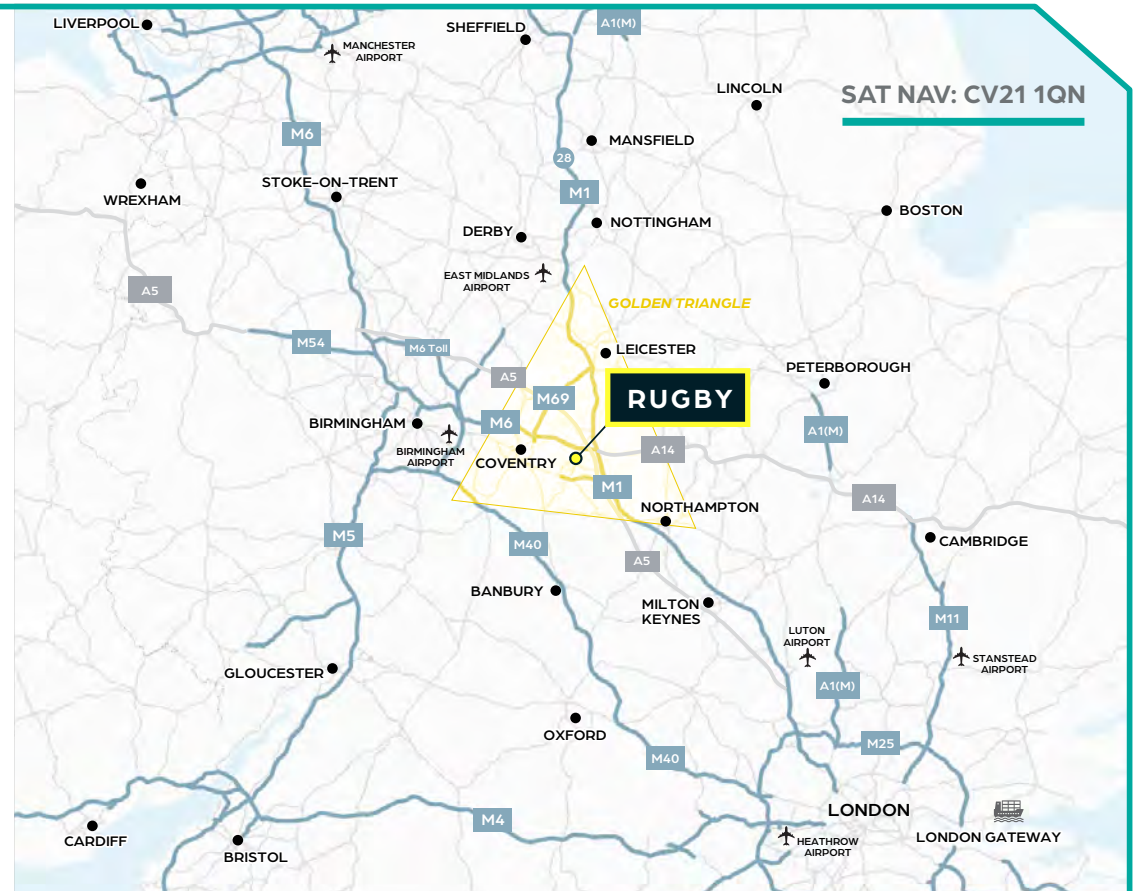 LIVERPOOL
MANCHESTER
AIRPORT
SHEFFIELD
A1(M)
LINCOLN
SAT NAV: CV21 1QN
M6
MANSFIELD
28
M1
WREXHAM
STOKE-ON-TRENT
BOSTON
NOTTINGHAM
DERBY
EAST MIDLANDS
AIRPORT
A5
GOLDEN TRIANGLE
M54
M6 Toll
LEICESTER
PETERBOROUGH
A5
M69
RUGBY
BIRMINGHAM
M6
A1(M)
BIRMINGHAM
AIRPORT
COVENTRY
A14
M1
A14
NORTHAMPTON
M5
M40
CAMBRIDGE
A5
BANBURY
MILTON
KEYNES
M11
LUTON
AIRPORT
STANSTEAD
AIRPORT
GLOUCESTER
A1(M)
OXFORD
M25
M40
LONDON
M4
CARDIFF
BRISTOL
HEATHROW
AIRPORT
LONDON GATEWAY